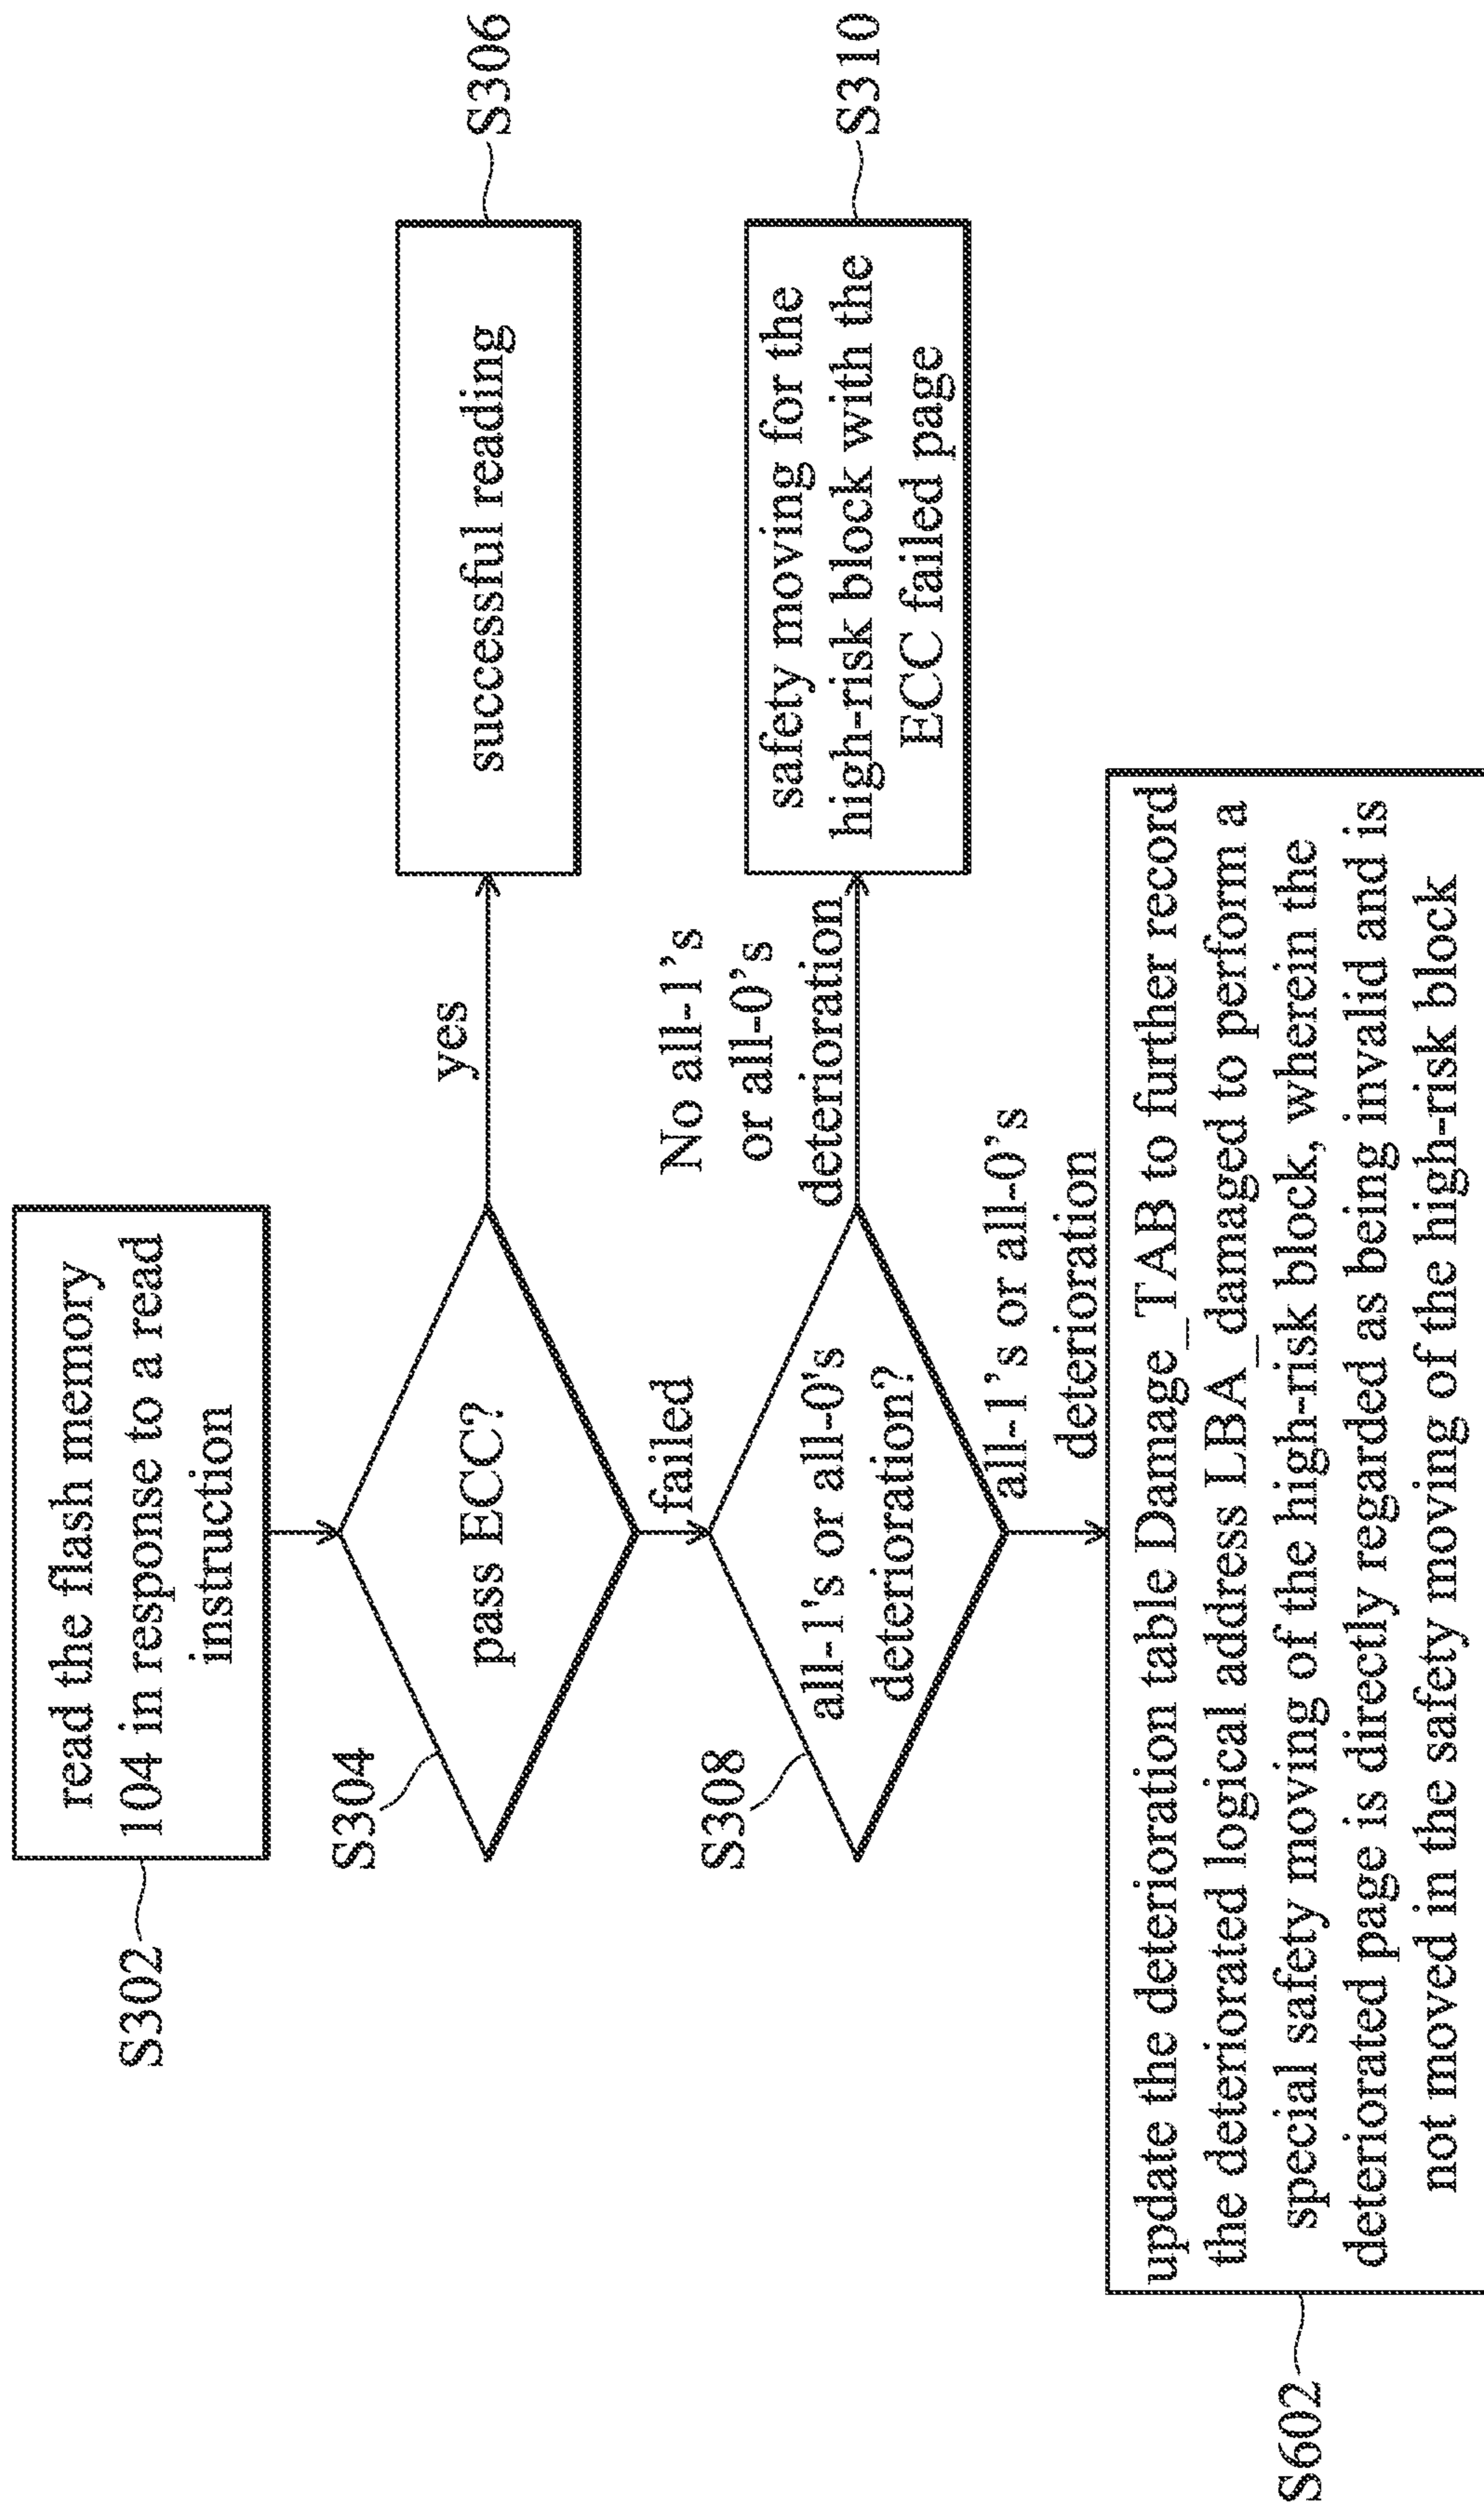 S302
read the flash memory
104 in response to a read
instruction
S304
pass ECC?
yes
successful reading
S306
failed
S308
all-1's or all-0's
deterioration?
No all-1's
or all-0's
deterioration
safety moving for the
high-risk block with the
ECC failed page
S310
all-1's or all-0's
deterioration
S602
update the deterioration table Damage_TAB to further record
the deteriorated logical address LBA_damaged to perform a
special safety moving of the high-risk block, wherein the
deteriorated page is directly regarded as being invalid and is
not moved in the safety moving of the high-risk block